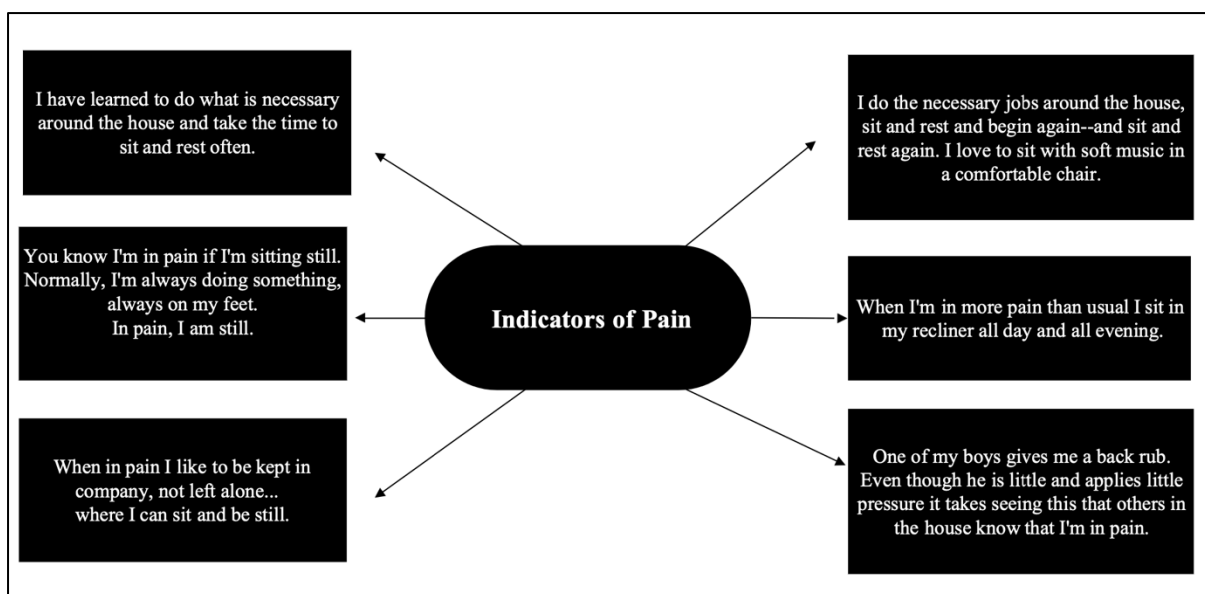 I have learned to do what is necessary
around the house and take the time to
sit and rest often.
You know I'm in pain if I'm sitting still.
Normally, I'm always doing something,
always on my feet.
In pain, I am still.
When in pain I like to be kept in
company, not left alone...
where I can sit and be still.
Indicators of Pain
I do the necessary jobs around the house,
sit and rest and begin again--and sit and
rest again. I love to sit with soft music in
a comfortable chair.
When I'm in more pain than usual I sit in
my recliner all day and all evening.
One of my boys gives me a back rub.
Even though he is little and applies little
pressure it takes seeing this that others in
the house know that I'm in pain.